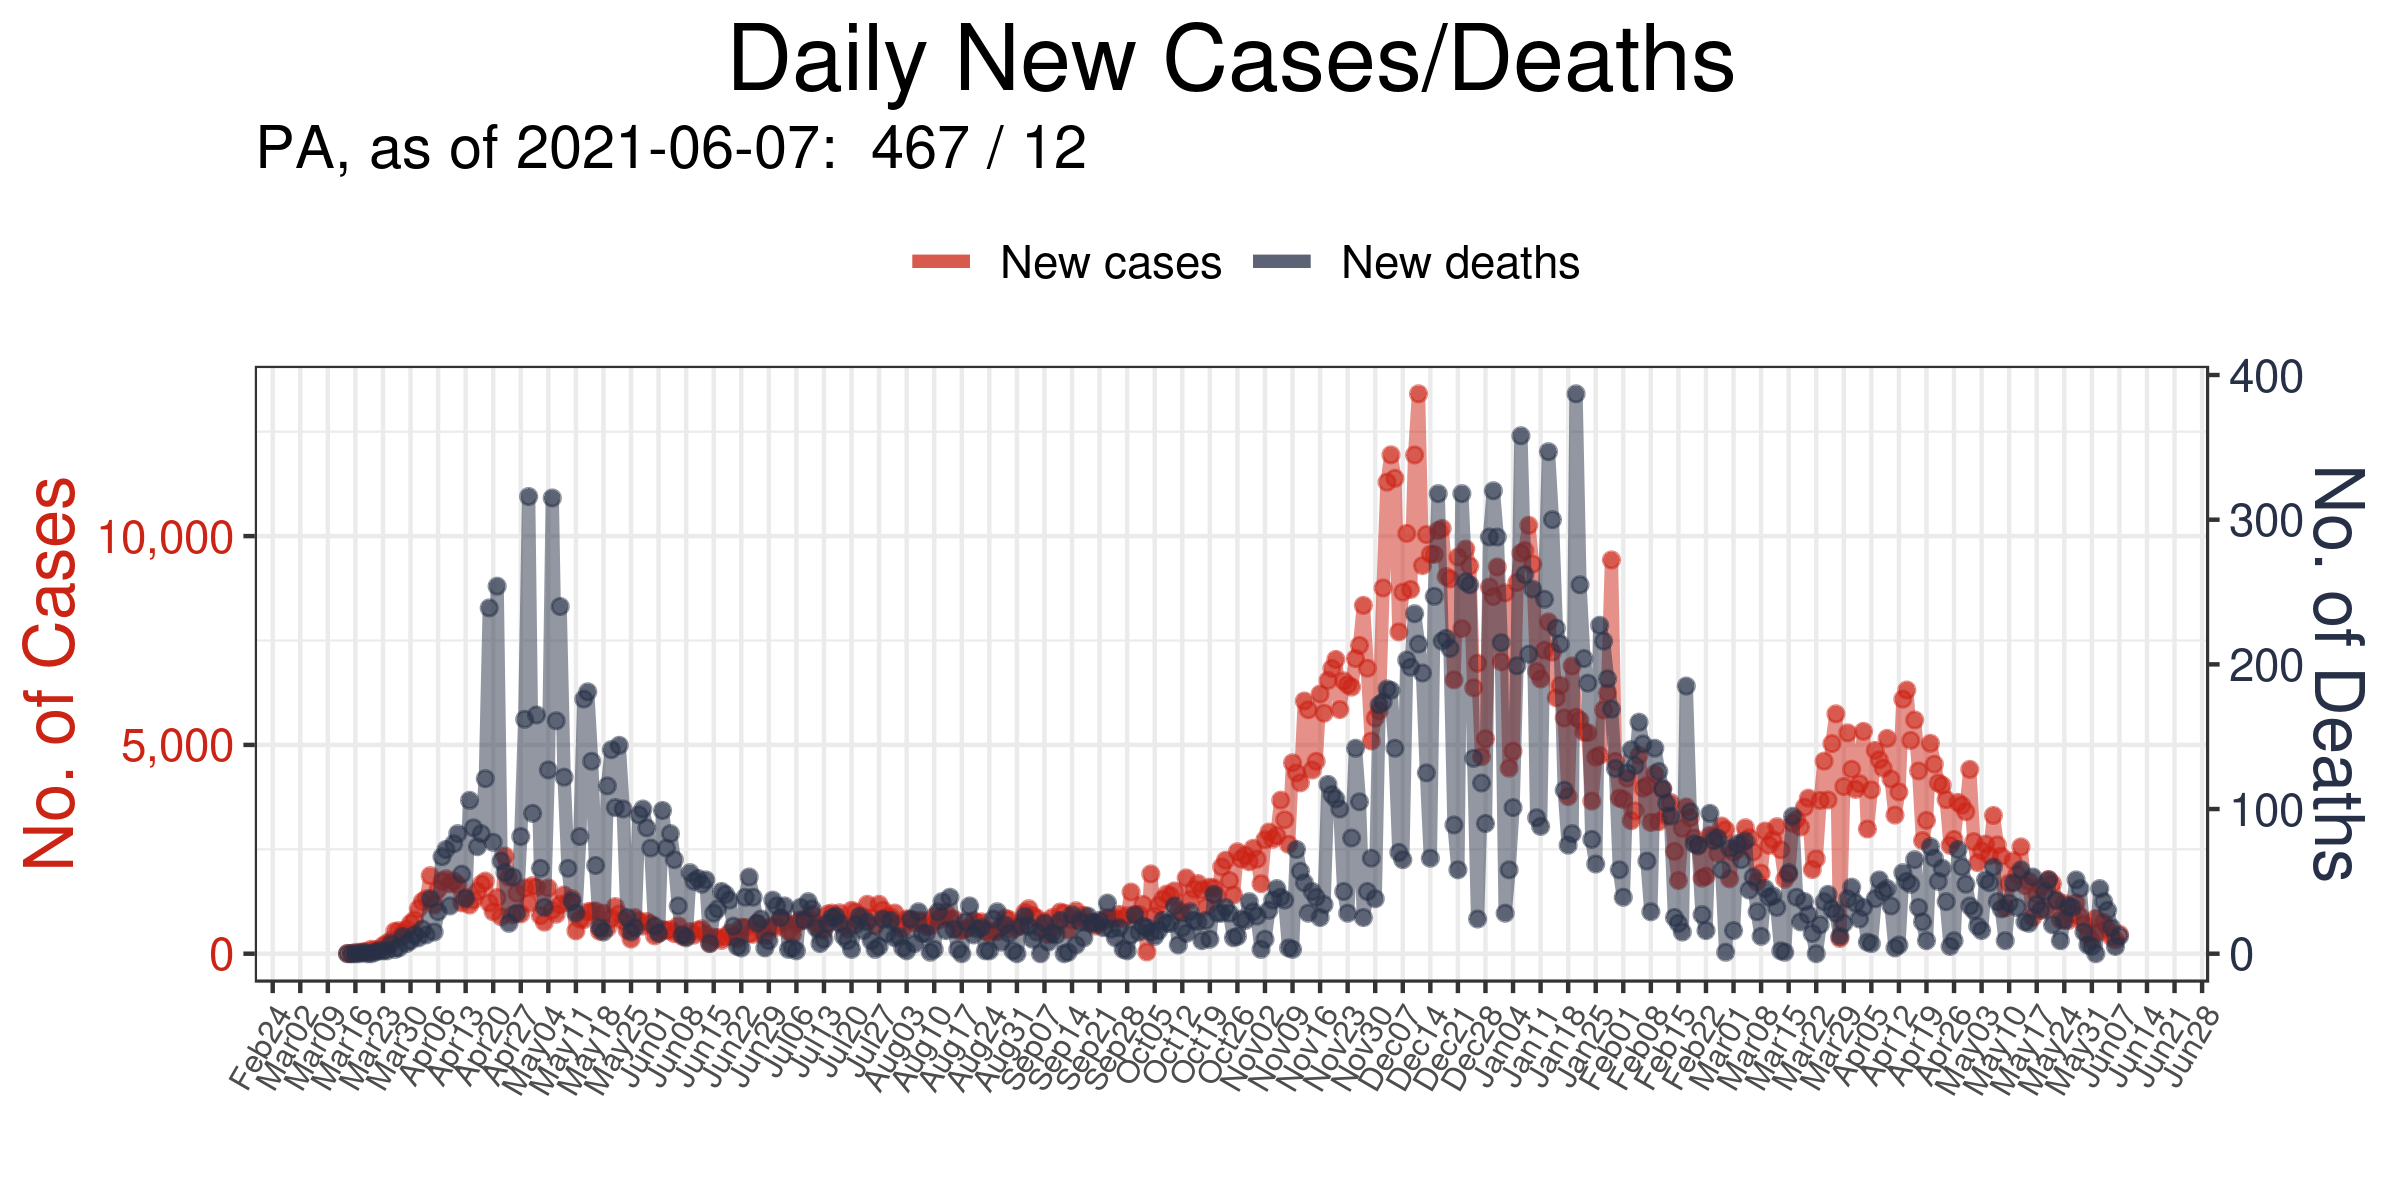 Daily New Cases/Deaths
PA, as of 2021-06-07:  467 / 12
New cases
New deaths
No. of Cases
10,000
5,000
0
400
300
200
100
0
No. of Deaths
Feb24
Mar02
Mar09
Mar16
Mar23
Mar30
Apr06
Apr13
Apr20
Apr27
May04
May11
May18
May25
Jun01
Jun08
Jun15
Jun22
Jun29
Jul06
Jul13
Jul20
Jul27
Aug03
Aug10
Aug17
Aug24
Aug31
Sep07
Sep14
Sep21
Sep28
Oct05
Oct12
Oct19
Oct26
Nov02
Nov09
Nov16
Nov23
Nov30
Dec07
Dec14
Dec21
Dec28
Jan04
Jan11
Jan18
Jan25
Feb01
Feb08
Feb15
Feb22
Mar01
Mar08
Mar15
Mar22
Mar29
Apr05
Apr12
Apr19
Apr26
May03
May10
May17
May24
May31
Jun07
Jun14
Jun21
Jun28